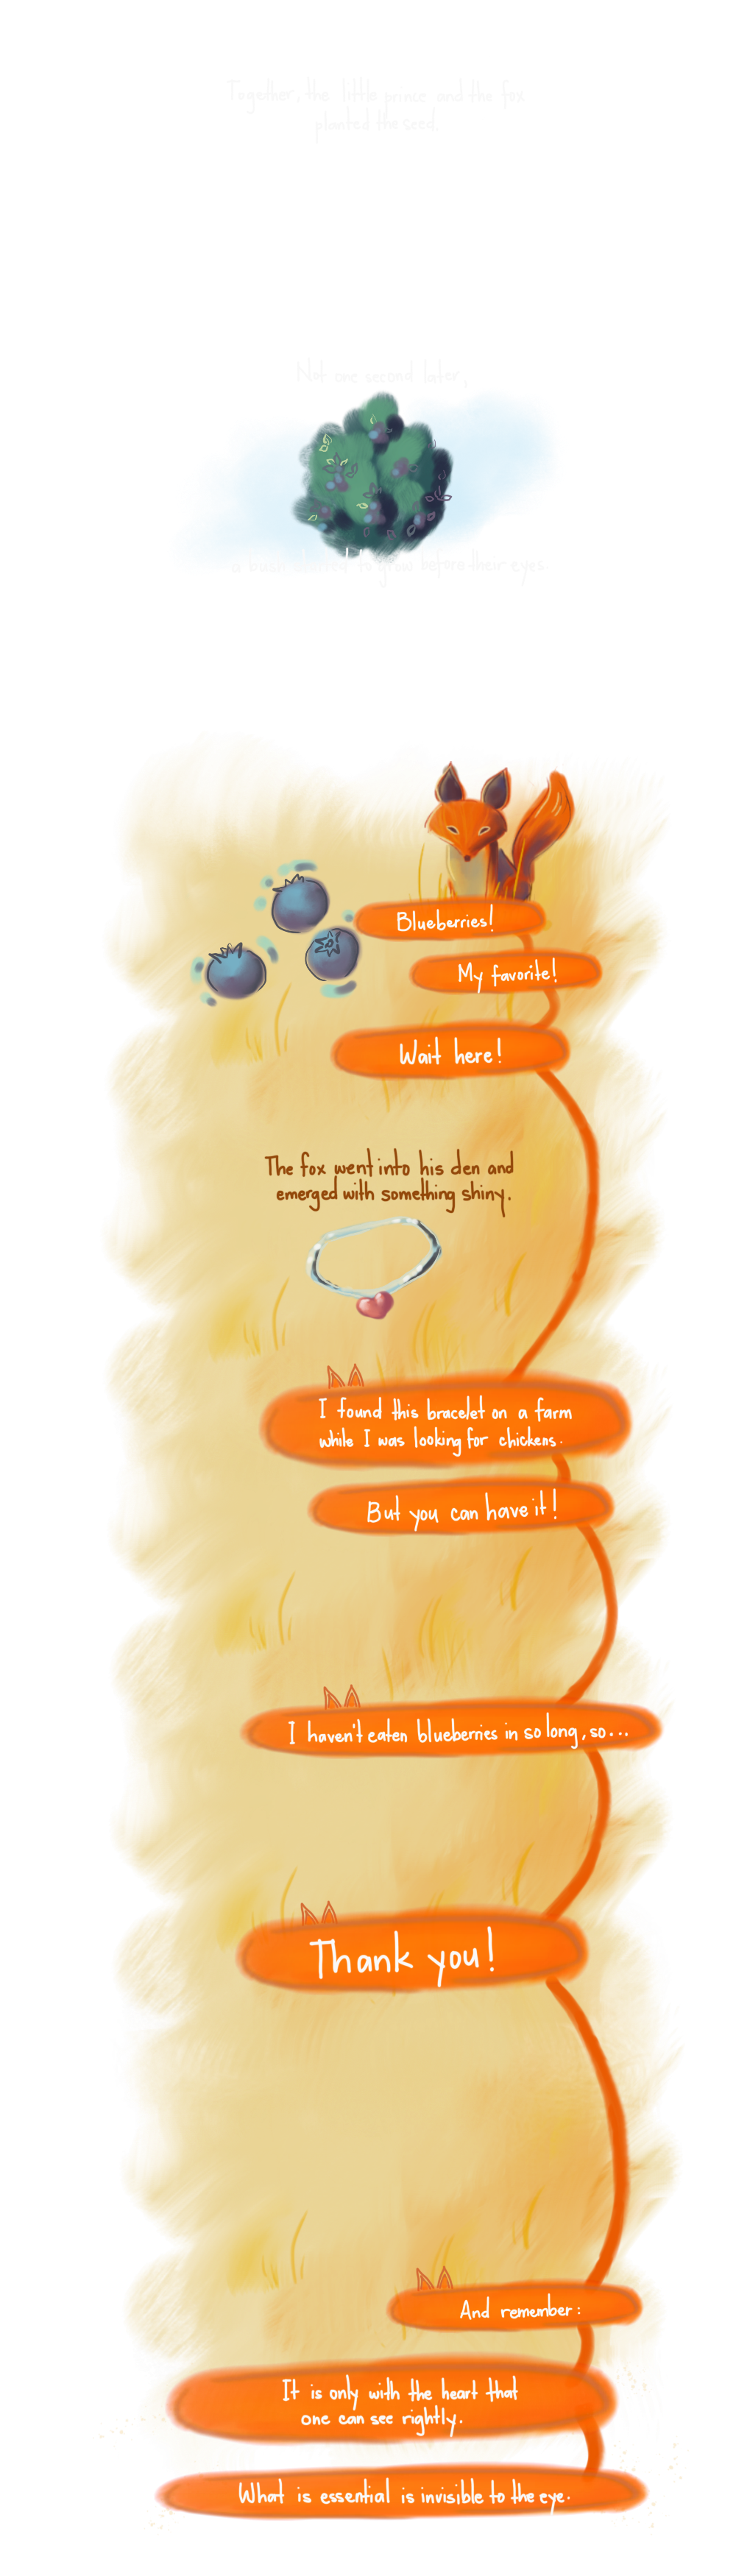 Together, the little prince and the fox
planted the seed.
Not one second later,
a bush started to grow before their eyes
Blueberries!
My favorite!
Wait here!
The fox went into his den and
emerged with something shiny.
I found this bracelet on a farm
while I was looking for chickens.
But you can have it!
I haven't eaten blueberries in so long, so...
Thank you!
And remember:
It is only with the heart that
one can see rightly.
What is essential is invisible to the eye.